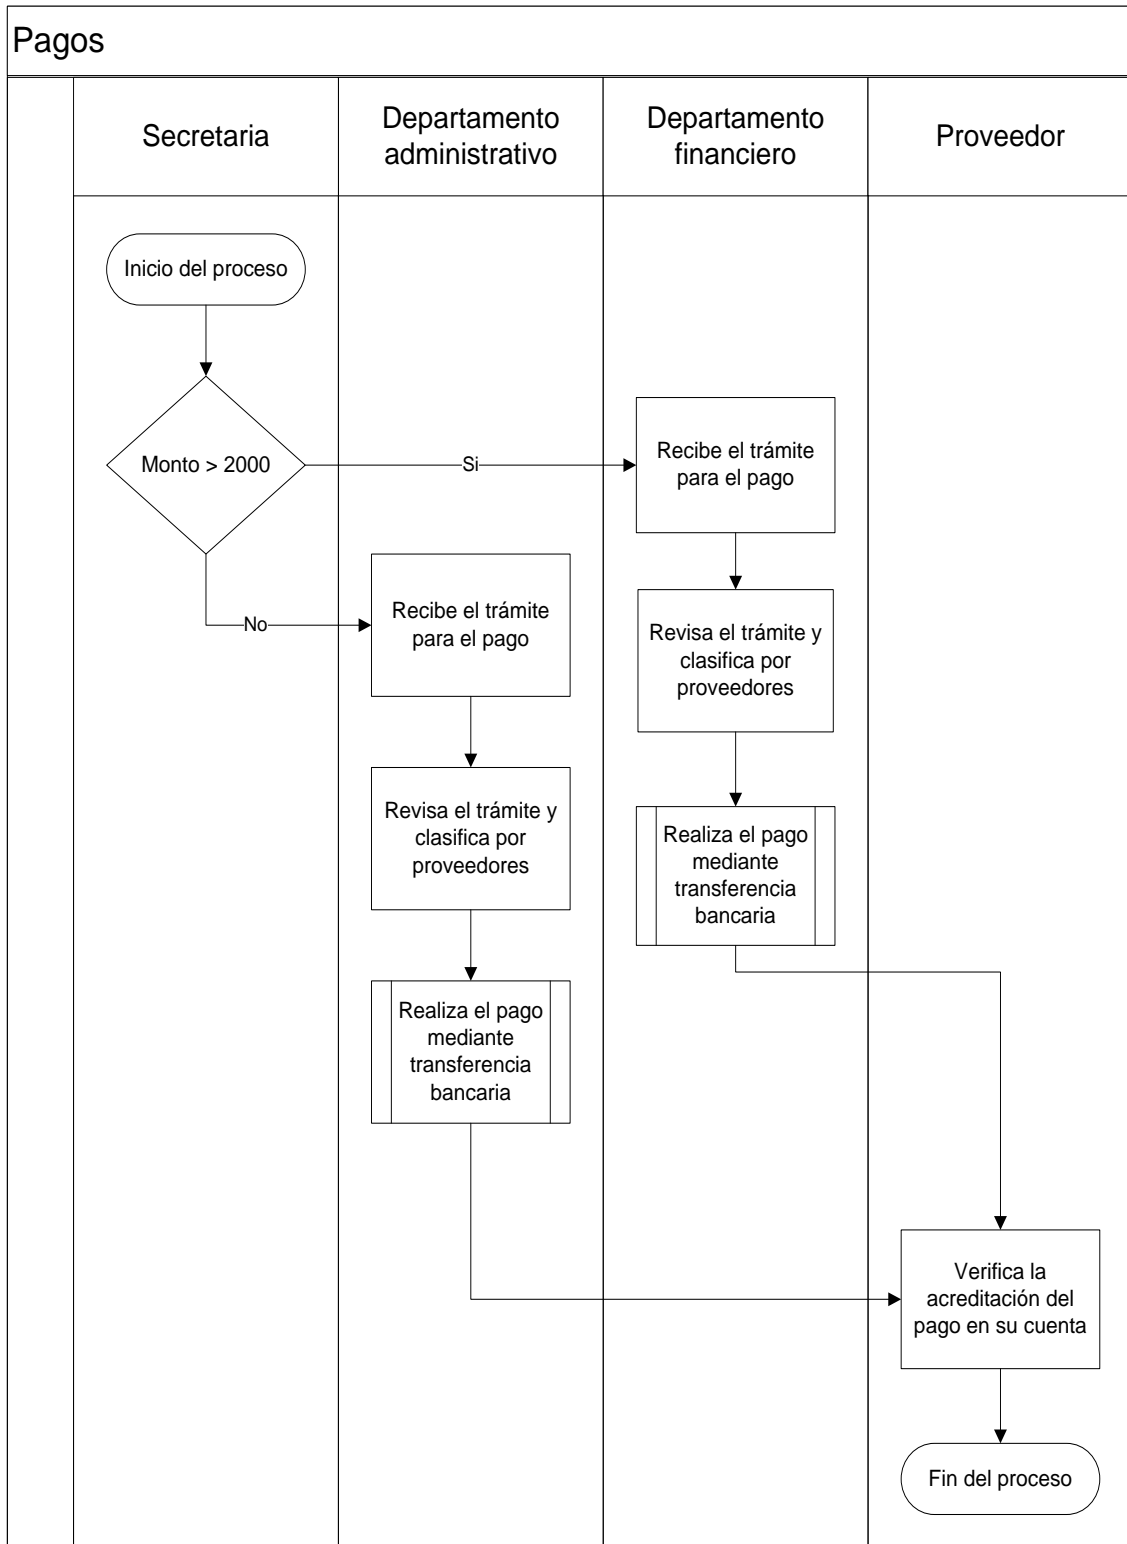 Pagos
Secretaria
Departamento
administrativo
Departamento
financiero
Proveedor
Inicio del proceso
Monto > 2000
Si
Recibe el trámite
para el pago
No
Recibe el trámite
para el pago
Revisa el trámite y
clasifica por
proveedores
Revisa el trámite y
clasifica por
proveedores
Realiza el pago
mediante
transferencia
bancaria
Realiza el pago
mediante
transferencia
bancaria
Verifica la
acreditación del
pago en su cuenta
Fin del proceso